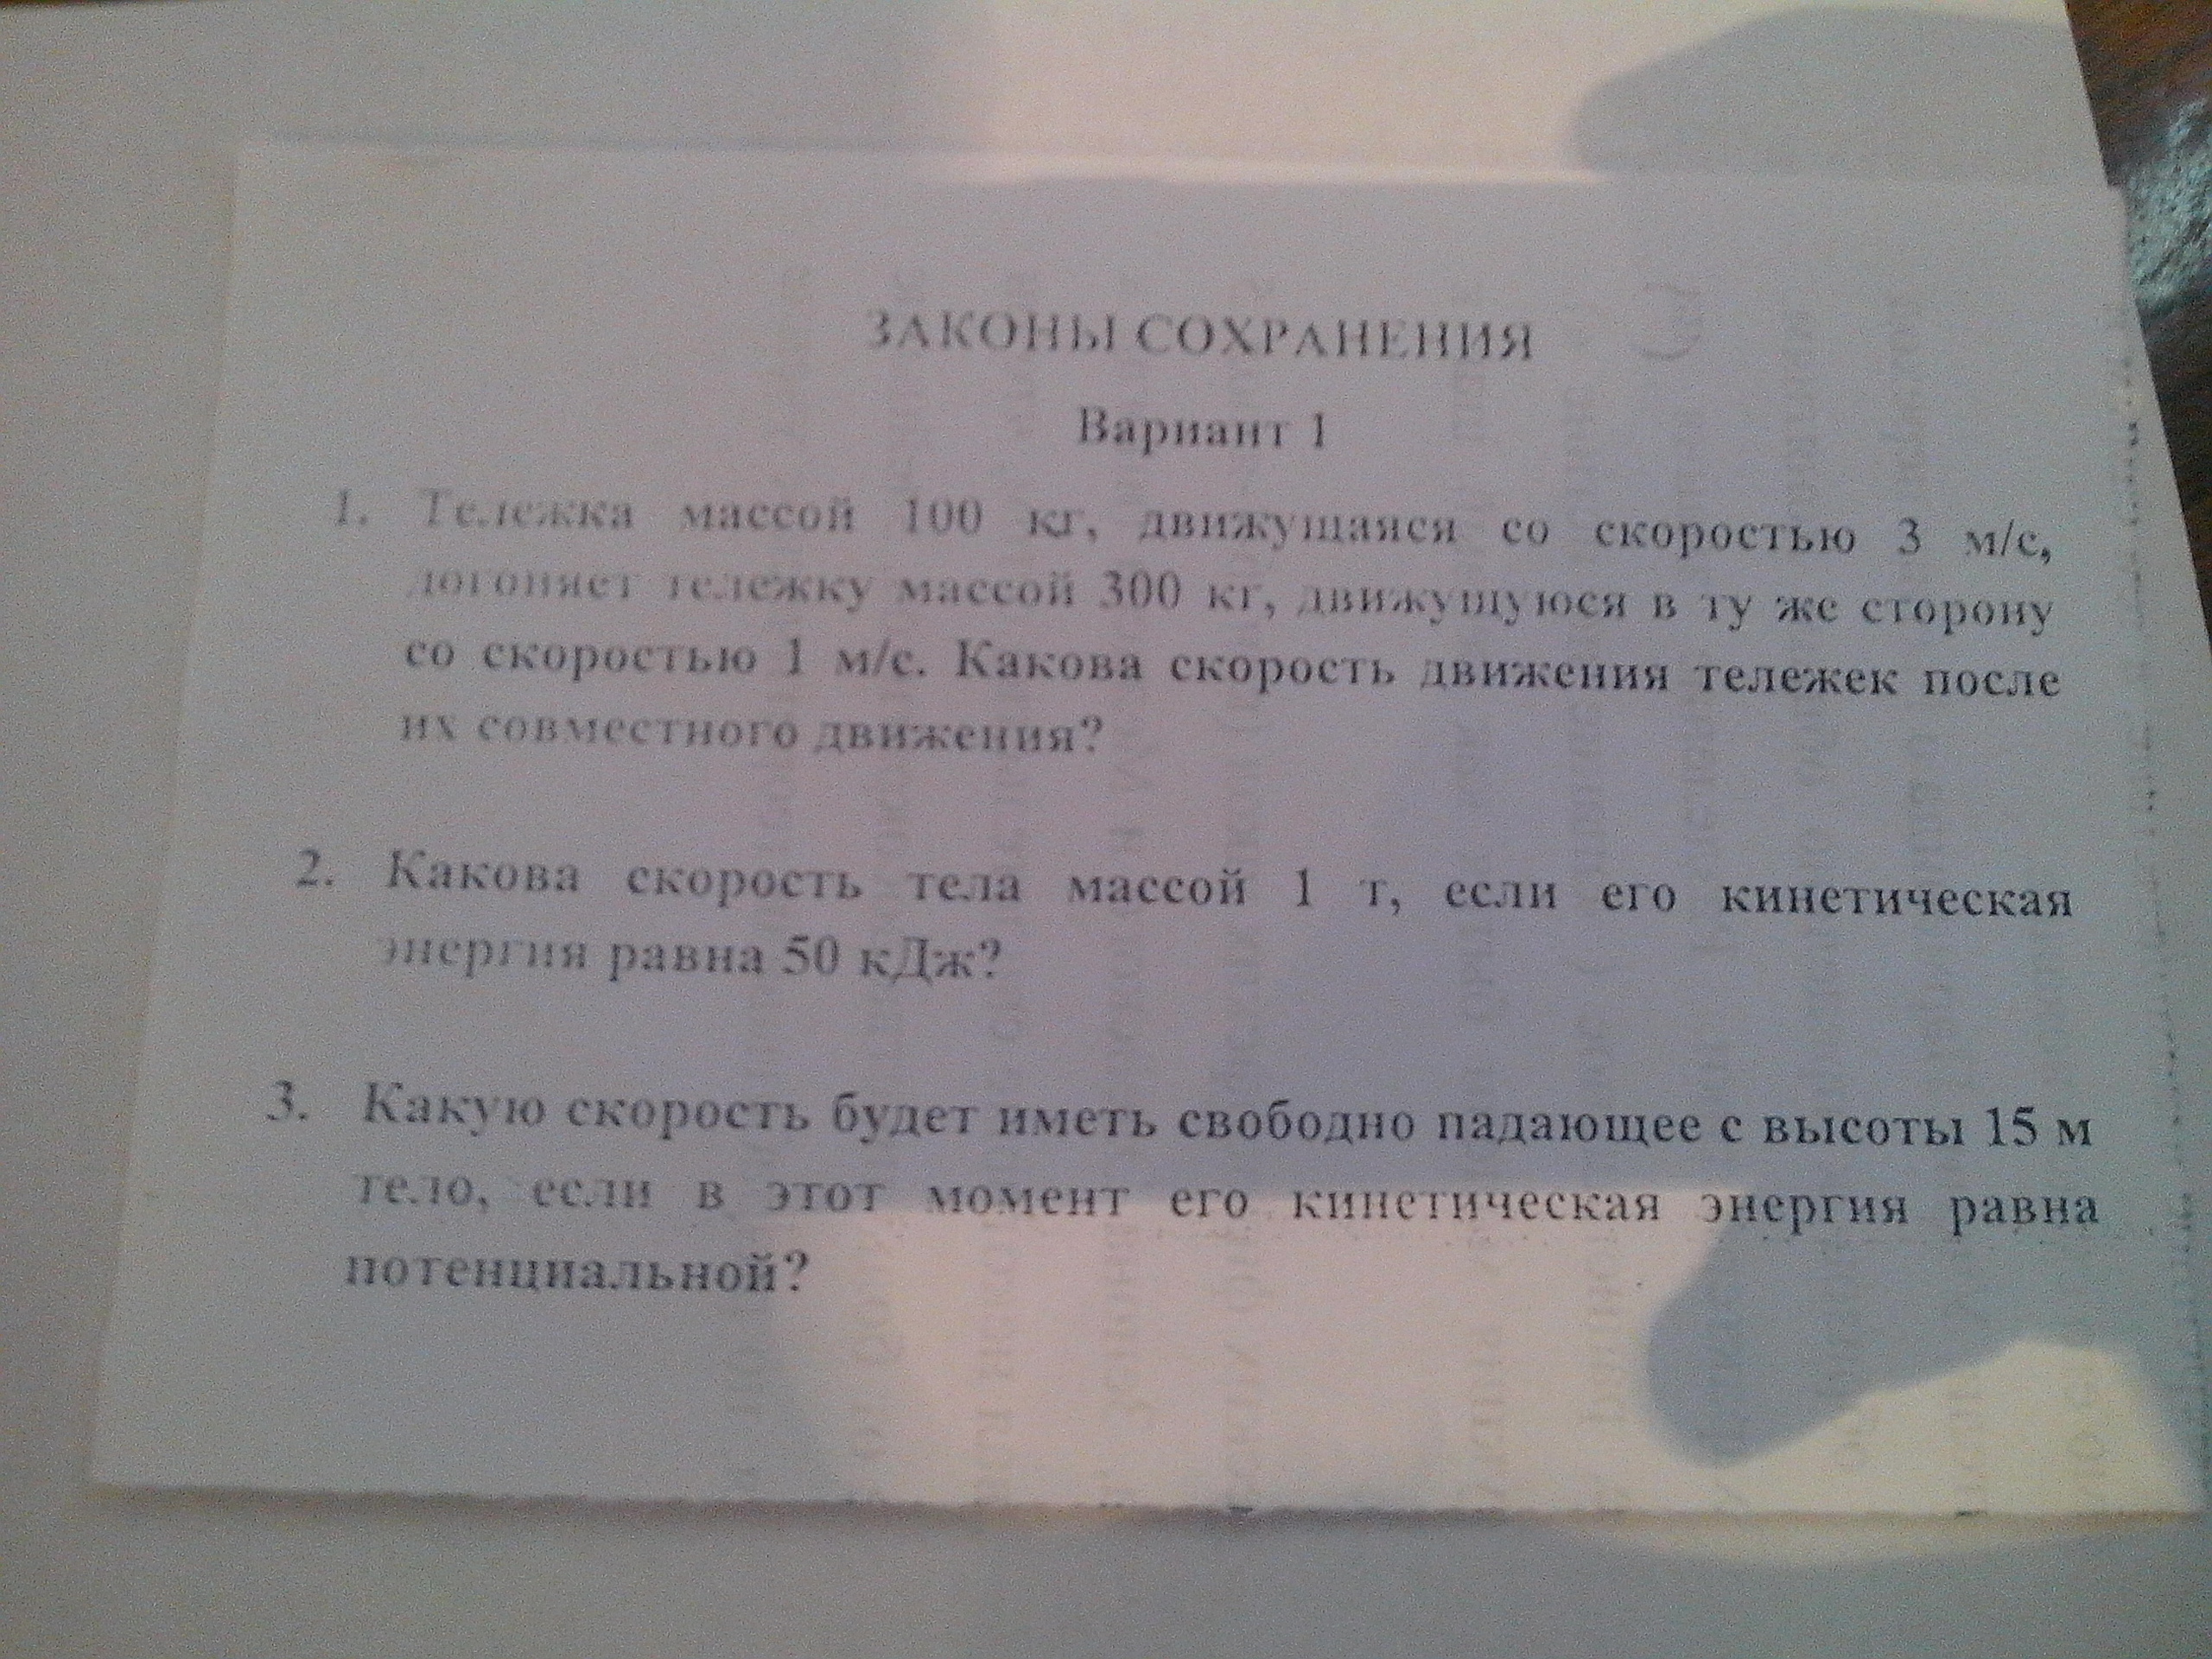 ЗАКОНЫ СОХРАНЕНИЯ
Вариант 1
1. Тележка массой 100 кг, движущаяся со скоростью 3 м/с,
догоняет тележку массой 300 кг, движущуюся в ту же сторону
со скоростью 1 м/с. Какова скорость движения тележек после
их совместного движения?
2. Какова скорость тела массой 1 т, если его кинетическая
энергия равна 50 кДж?
3. Какую скорость будет иметь свободно падающее с высоты 15 м
тело, если в этот момент его кинетическая энергия равна
потенциальной?